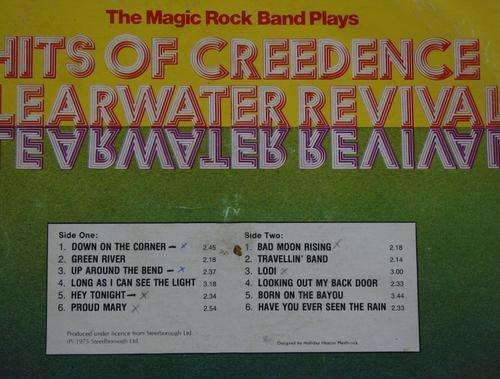 The Magic Rock Band Plays
HITS OF CREEDENCE
LEARWATER REVIVAL
LEARWATER REVIVAL
Side One:
1. DOWN ON THE CORNER — 2.45
2. GREEN RIVER 2.18
3. UP AROUND THE BEND — 2.37
4. LONG AS I CAN SEE THE LIGHT 3.18
5. HEY TONIGHT — 2.34
6. PROUD MARY 2.54
Produced under licence from Steerborough Ltd.
(P) 1975 Steerborough Ltd.
Side Two:
1. BAD MOON RISING 2.18
2. TRAVELLIN' BAND 2.14
3. LODI 3.00
4. LOOKING OUT MY BACK DOOR 2.33
5. BORN ON THE BAYOU 3.44
6. HAVE YOU EVER SEEN THE RAIN 2.33
Designed by Holliday